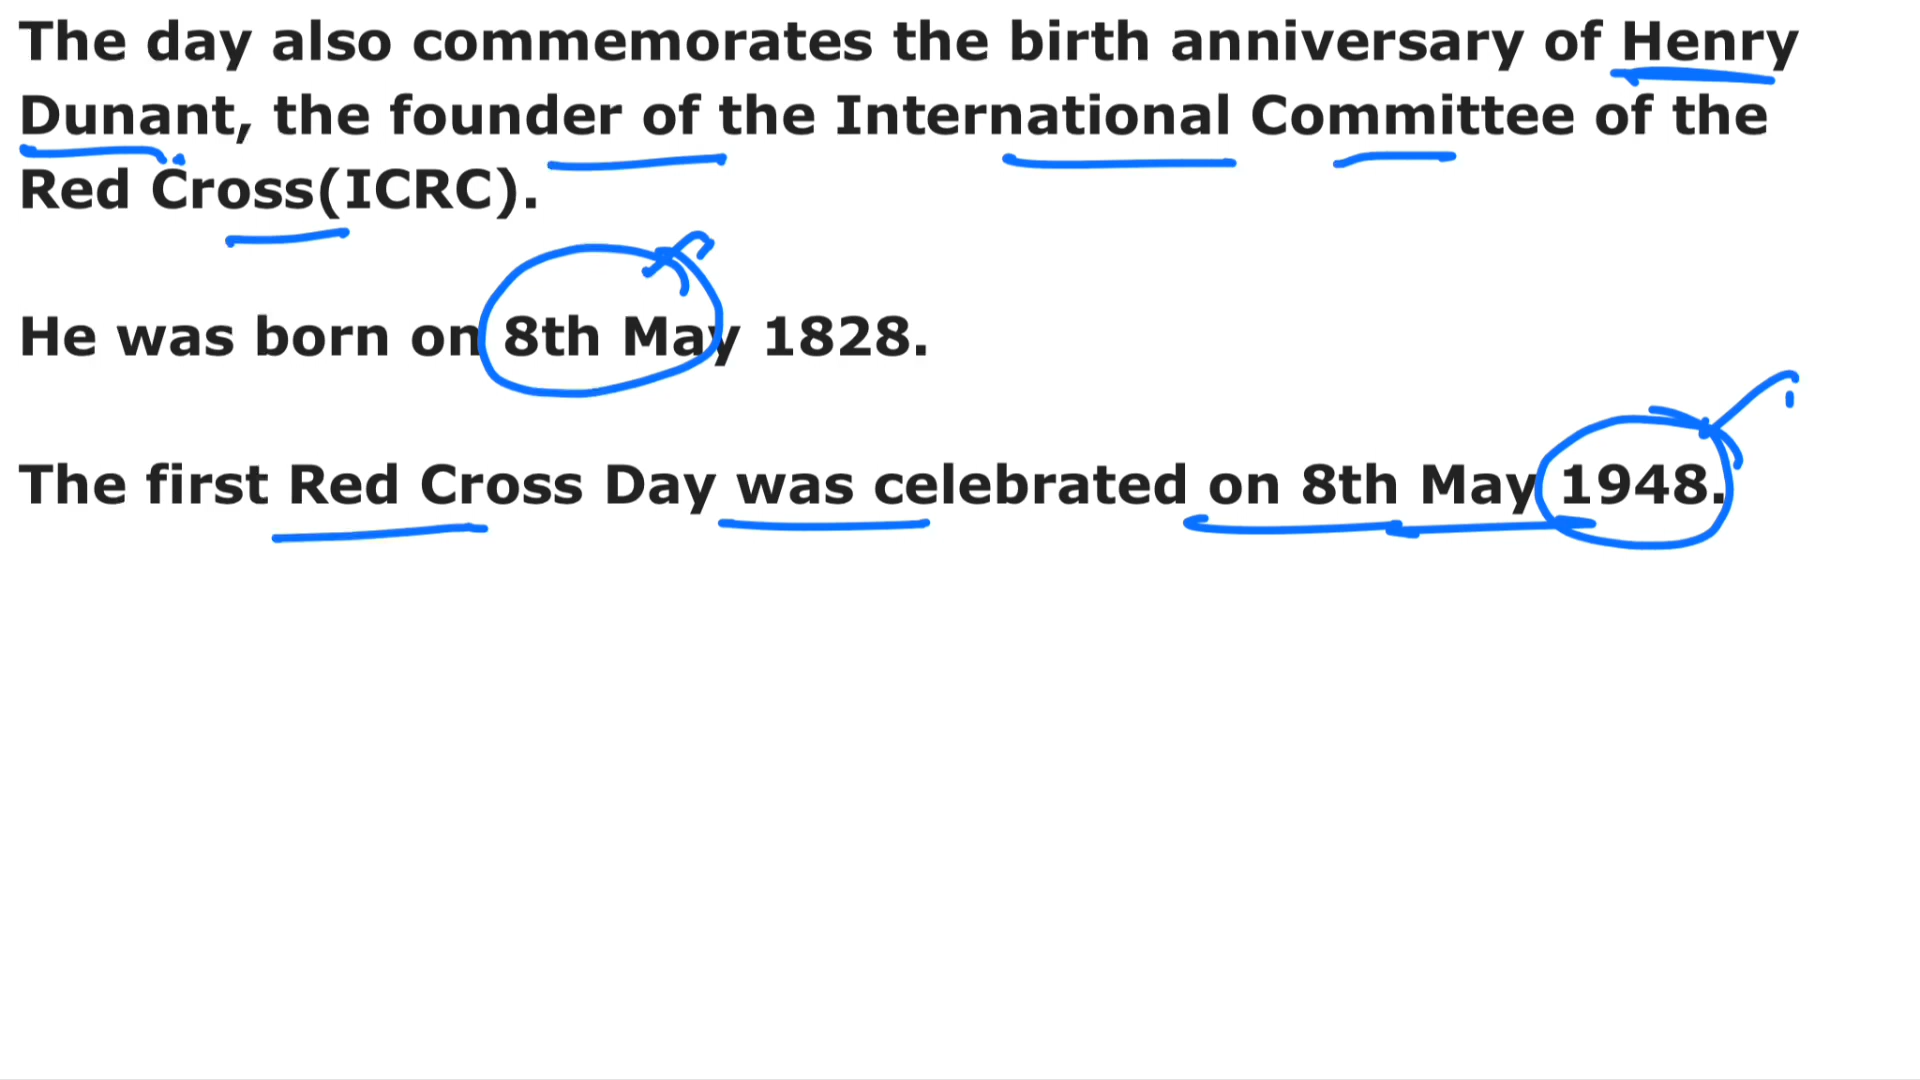 The day also commemorates the birth anniversary of Henry
Dunant, the founder of the International Committee of the
Red Cross(ICRC).
He was born on 8th May 1828.
The first Red Cross Day was celebrated on 8th May 1948.